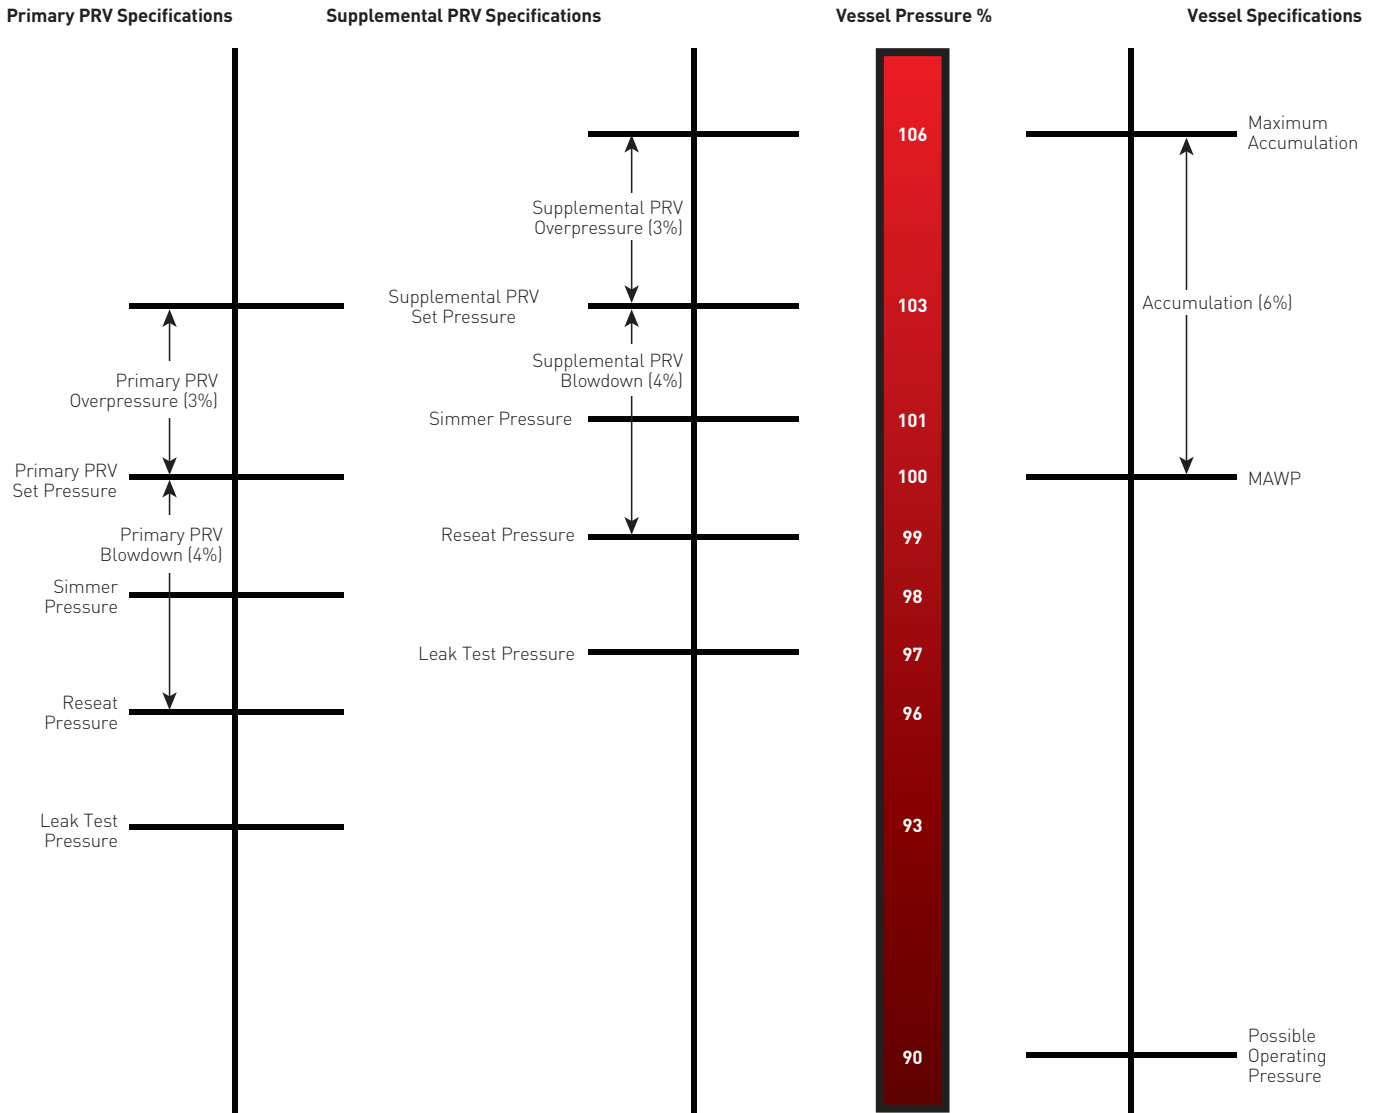 Primary PRV Specifications
Supplemental PRV Specifications
Vessel Pressure %
Vessel Specifications
Primary PRV
Overpressure (3%)
Primary PRV
Set Pressure
Primary PRV
Blowdown (4%)
Simmer
Pressure
Reseat
Pressure
Leak Test
Pressure
Supplemental PRV
Overpressure (3%)
Supplemental PRV
Set Pressure
Supplemental PRV
Blowdown (4%)
Simmer Pressure
Reseat Pressure
Leak Test Pressure
106
103
101
100
99
98
97
96
93
90
Maximum
Accumulation
Accumulation (6%)
MAWP
Possible
Operating
Pressure